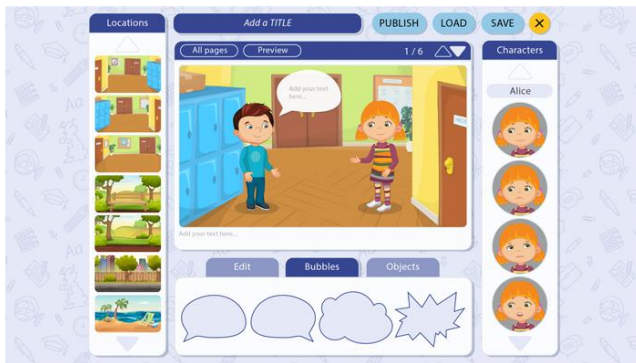 Locations
Add a TITLE
PUBLISH
LOAD
SAVE
X
All pages
Preview
1 / 6
Characters
Alice
Add your text
here...
Add your text here...
Edit
Bubbles
Objects